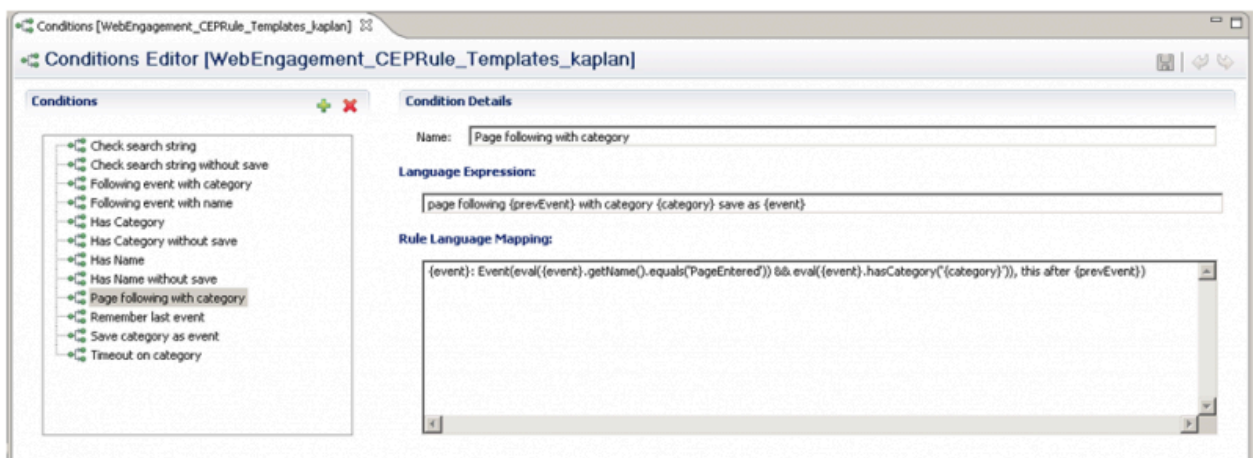 Conditions [WebEngagement_CEPRule_Templates_kaplan]
Conditions Editor [WebEngagement_CEPRule_Templates_kaplan]
Conditions
Check search string
Check search string without save
Following event with category
Following event with name
Has Category
Has Category without save
Has Name
Has Name without save
Page following with category
Remember last event
Save category as event
Timeout on category
Condition Details
Name: Page following with category
Language Expression:
page following {prevEvent} with category {category} save as {event}
Rule Language Mapping:
{event}: Event(eval({event}.getName().equals('PageEntered')) && eval({event}.hasCategory('{category}')), this after {prevEvent})